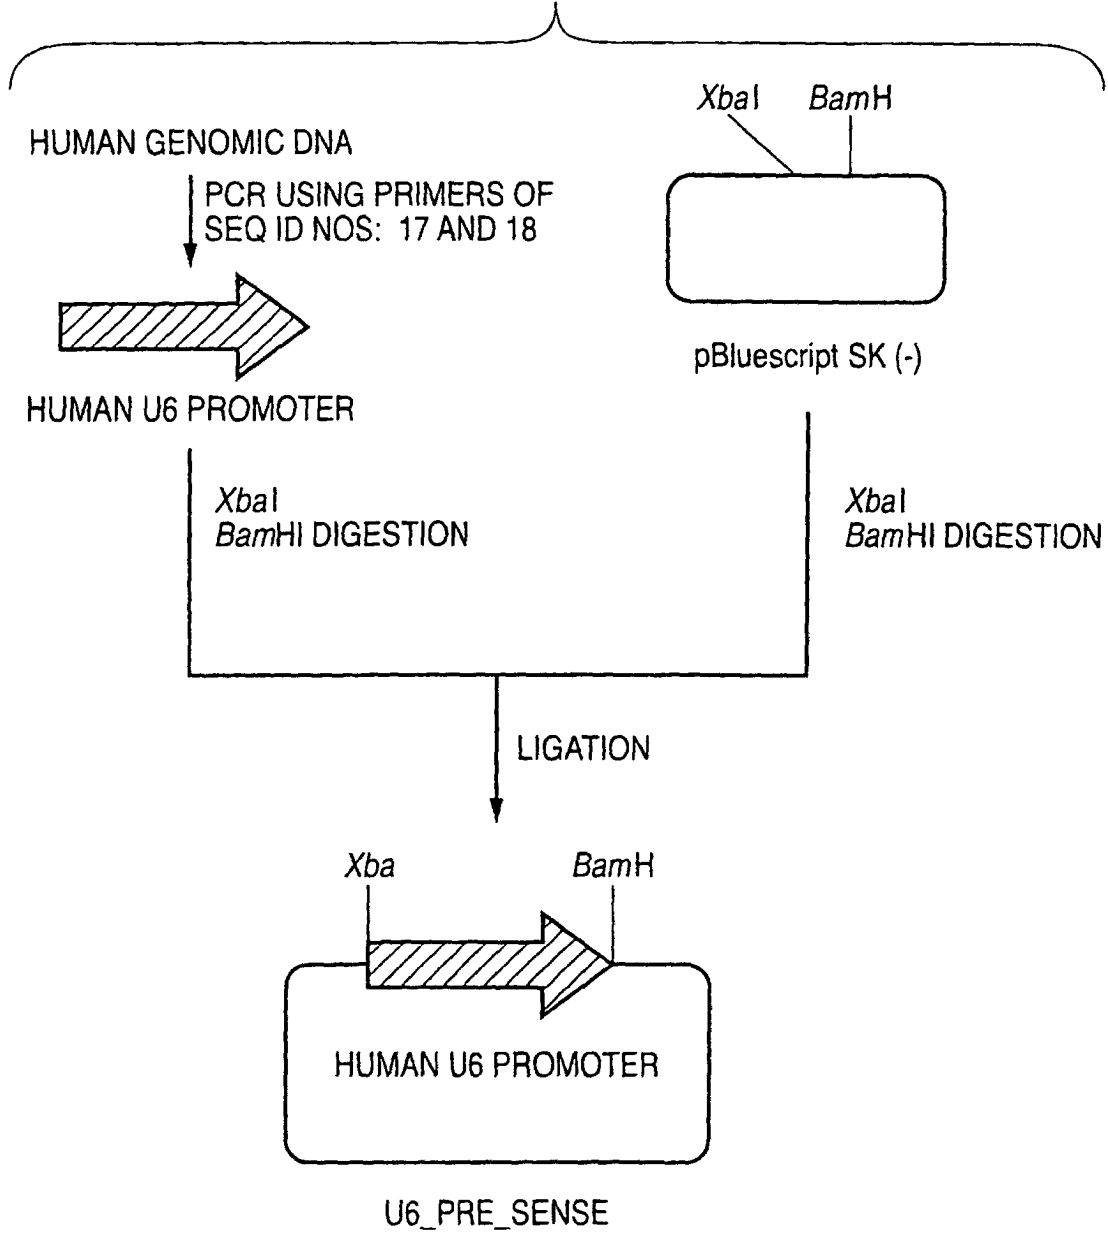 HUMAN GENOMIC DNA
PCR USING PRIMERS OF
SEQ ID NOS: 17 AND 18
HUMAN U6 PROMOTER
XbaI
BamHI DIGESTION
XbaI BamH
pBluescript SK (-)
XbaI
BamHI DIGESTION
LIGATION
Xba BamH
HUMAN U6 PROMOTER
U6_PRE_SENSE